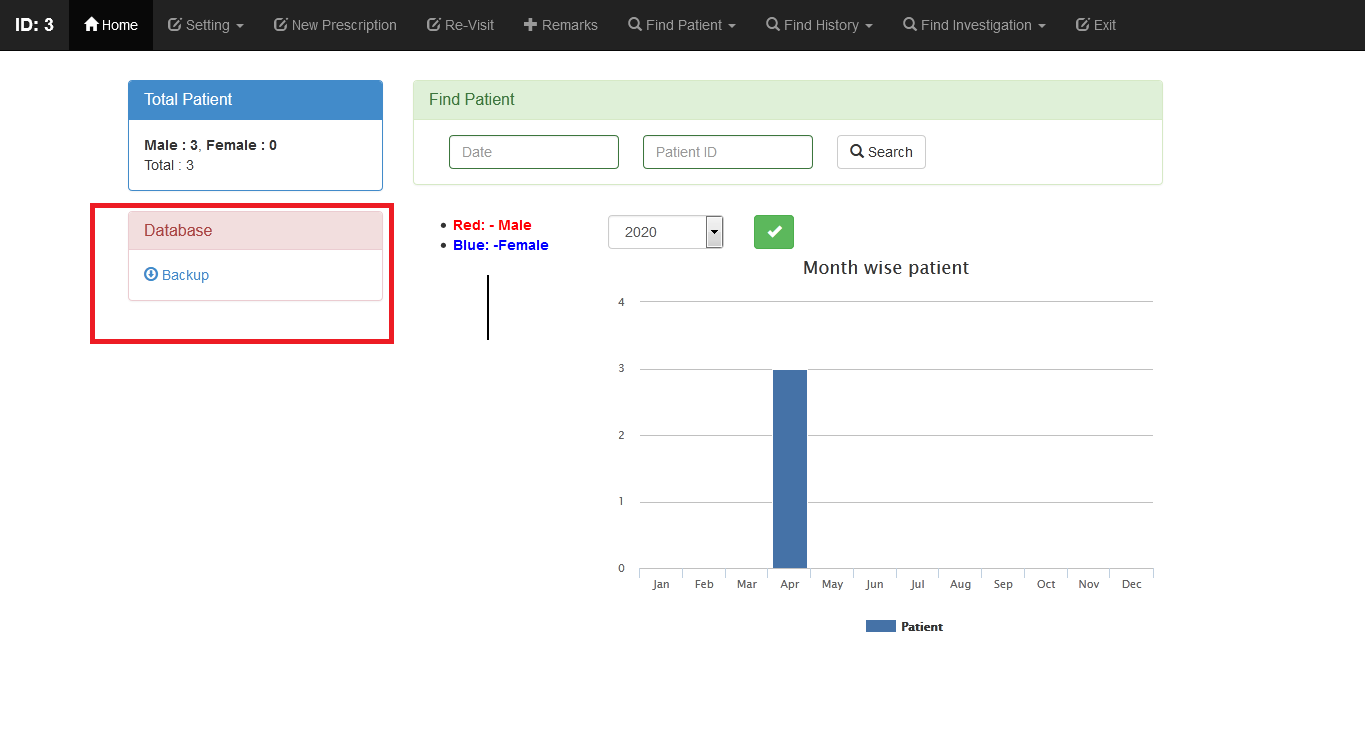 ID: 3 Home Setting New Prescription Re-Visit Remarks Find Patient Find History Find Investigation Exit
Total Patient
Male : 3, Female : 0
Total : 3
Find Patient
Date Patient ID Search
Database
Backup
Red: - Male
Blue: -Female
2020
Month wise patient
4
3
2
1
0
Jan Feb Mar Apr May Jun Jul Aug Sep Oct Nov Dec
Patient